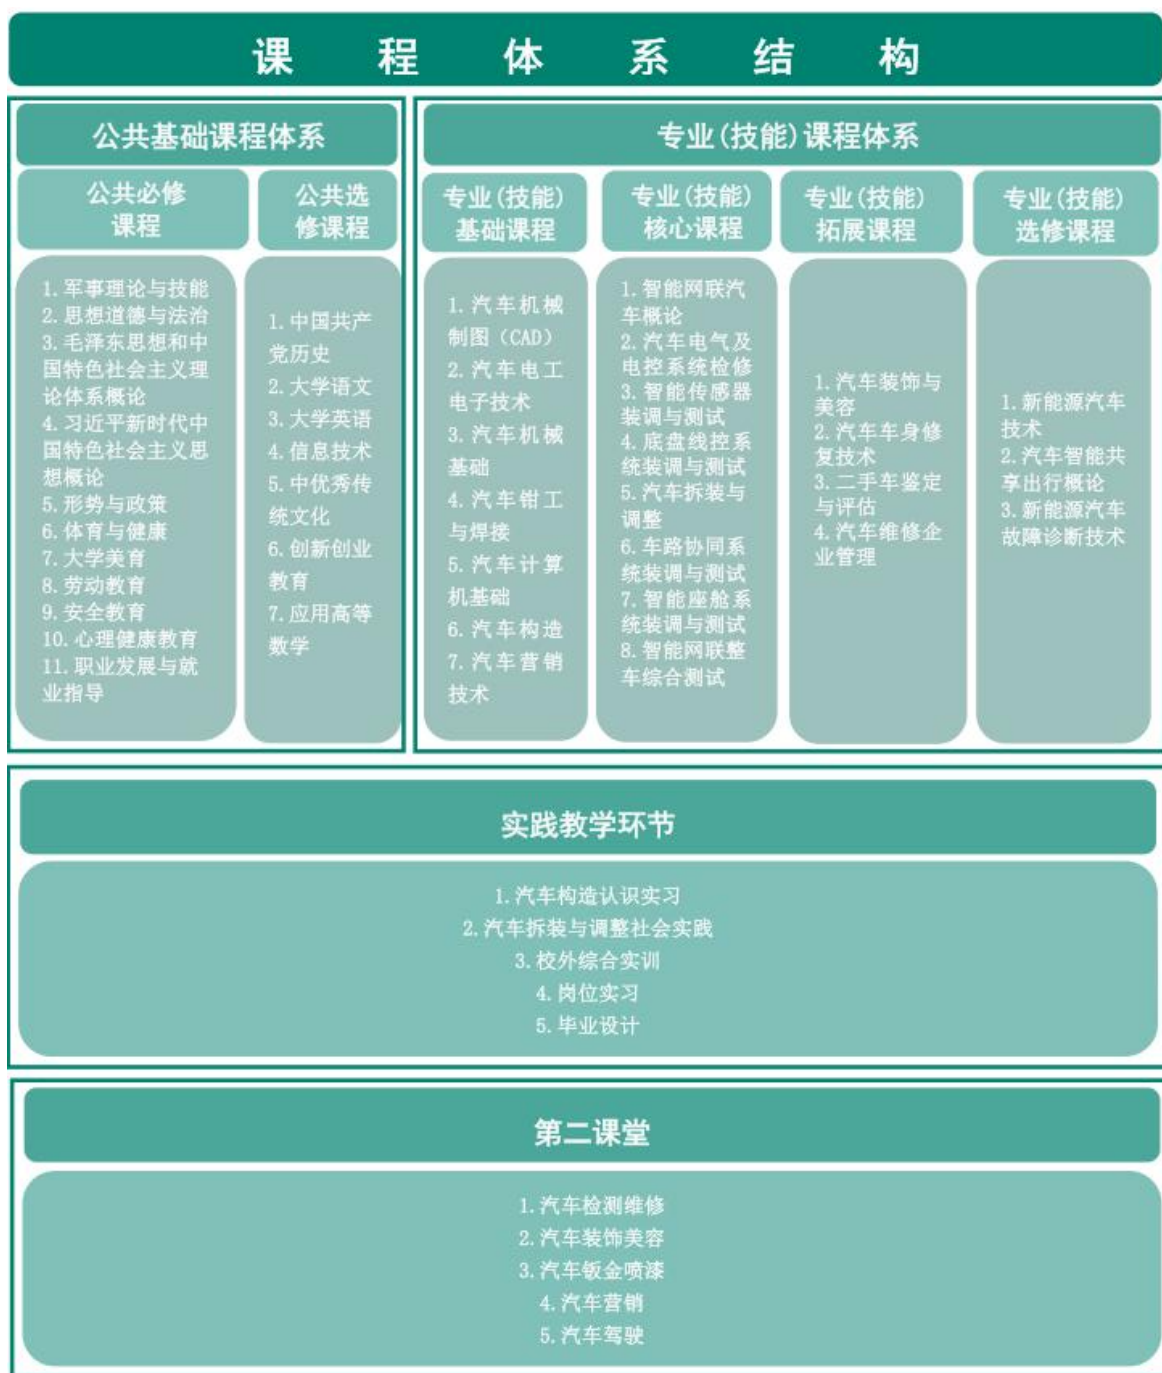 课程体系结构
公共基础课程体系
公共必修
课程
1. 军事理论与技能
2. 思想道德与法治
3. 毛泽东思想和中
国特色社会主义理
论体系概论
4. 习近平新时代中
国特色社会主义思
想概论
5. 形势与政策
6. 体育与健康
7. 大学美育
8. 劳动教育
9. 安全教育
10. 心理健康教育
11. 职业发展与就
业指导
公共选
修课程
1. 中国共产
党历史
2. 大学语文
3. 大学英语
4. 信息技术
5. 中优秀传
统文化
6. 创新创业
教育
7. 应用高等
数学
专业(技能)课程体系
专业(技能)
基础课程
1. 汽车机械
制图（CAD）
2. 汽车电工
电子技术
3. 汽车机械
基础
4. 汽车钳工
与焊接
5. 汽车计算
机基础
6. 汽车构造
7. 汽车营销
技术
专业(技能)
核心课程
1. 智能网联汽
车概论
2. 汽车电气及
电控系统检修
3. 智能传感器
装调与测试
4. 底盘线控系
统装调与测试
5. 汽车拆装与
调整
6. 车路协同系
统装调与测试
7. 智能座舱系
统装调与测试
8. 智能网联整
车综合测试
专业(技能)
拓展课程
1. 汽车装饰与
美容
2. 汽车车身修
复技术
3. 二手车鉴定
与评估
4. 汽车维修企
业管理
专业(技能)
选修课程
1. 新能源汽车
技术
2. 汽车智能共
享出行概论
3. 新能源汽车
故障诊断技术
实践教学环节
1. 汽车构造认识实习
2. 汽车拆装与调整社会实践
3. 校外综合实训
4. 岗位实习
5. 毕业设计
第二课堂
1. 汽车检测维修
2. 汽车装饰美容
3. 汽车钣金喷漆
4. 汽车营销
5. 汽车驾驶